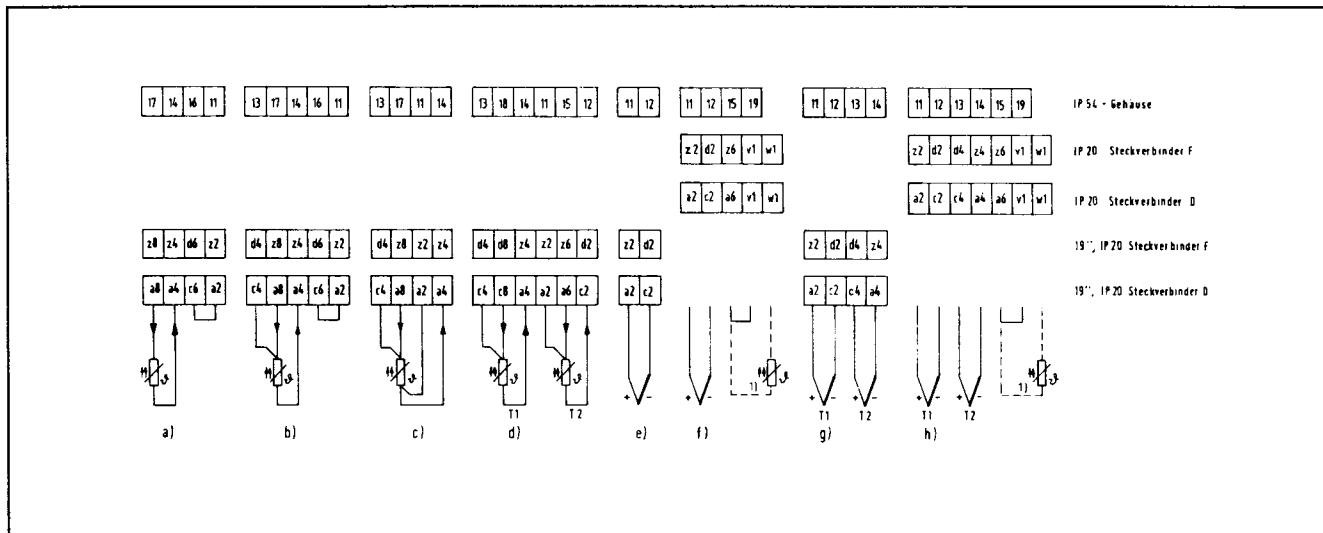 17 14 16 11 13 17 14 16 11 13 17 11 14 13 18 14 11 15 12 11 12 11 12 15 19 11 12 13 14 11 12 13 14 15 19 IP 54 - Gehäuse
z2 d2 z6 v1 w1 z2 d2 d4 z4 z6 v1 w1 IP 20 Steckverbinder F
a2 c2 a6 v1 w1 a2 c2 c4 a4 a6 v1 w1 IP 20 Steckverbinder D
z8 z4 d6 z2 d4 z8 z4 d6 z2 d4 z8 z2 z4 d4 d8 z4 z2 z6 d2 z2 d2 z2 d2 d4 z4 19", IP 20 Steckverbinder F
a8 a4 c6 a2 c4 a8 a4 c6 a2 c4 a8 a2 a4 c4 c8 a4 a2 a6 c2 a2 c2 a2 c2 c4 a4 19", IP 20 Steckverbinder D
ϑ ϑ ϑ ϑ ϑ ϑ ϑ
1) 1)
+ - + - + - + - + - + -
T1 T2 T1 T2 T1 T2
a) b) c) d) e) f) g) h)